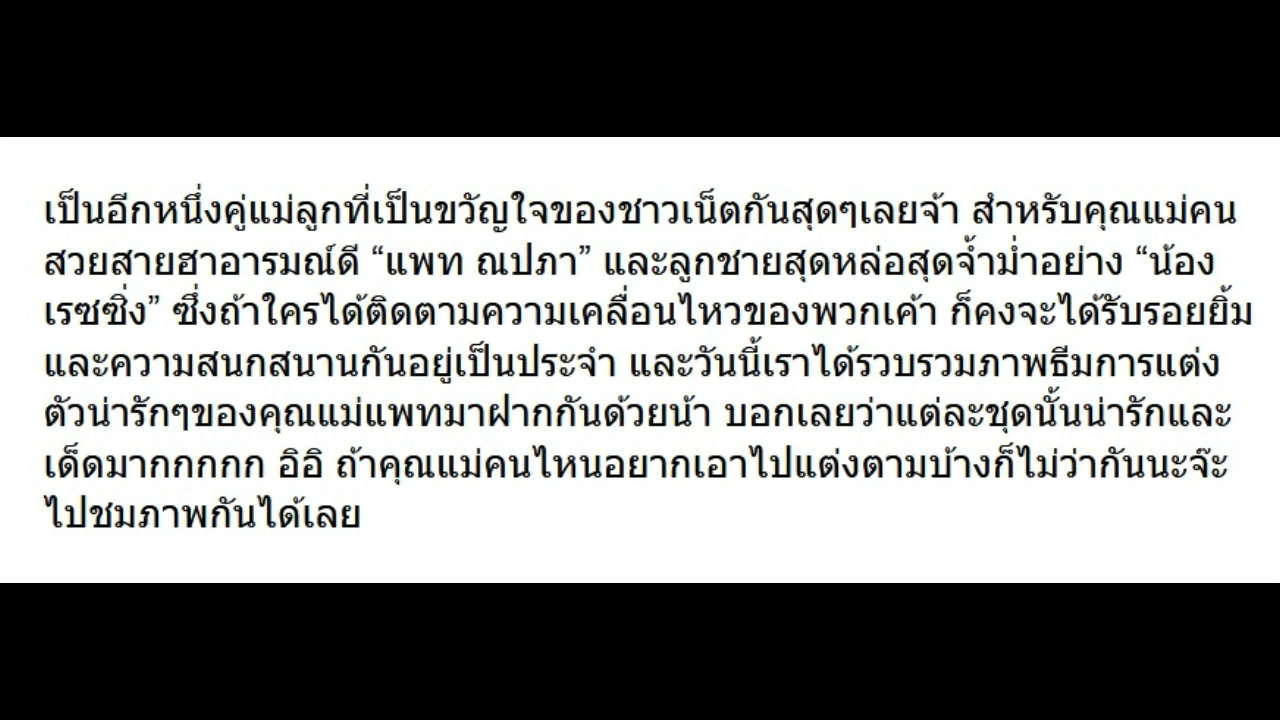 เป็นอีกหนึ่งคู่แม่ลูกที่เป็นขวัญใจของชาวเน็ตกันสุดๆเลยจ้า สำหรับคุณแม่คน
สวยสายฮาอารมณ์ดี “แพท ณปภา” และลูกชายสุดหล่อสุดจ้ำม่ำอย่าง “น้อง
เรซซิ่ง” ซึ่งถ้าใครได้ติดตามความเคลื่อนไหวของพวกเค้า ก็คงจะได้รับรอยยิ้ม
และความสนกสนานกันอยู่เป็นประจำ และวันนี้เราได้รวบรวมภาพธีมการแต่ง
ตัวน่ารักๆของคุณแม่แพทมาฝากกันด้วยน้า บอกเลยว่าแต่ละชุดนั้นน่ารักและ
เด็ดมากกกกก อิอิ ถ้าคุณแม่คนไหนอยากเอาไปแต่งตามบ้างก็ไม่ว่ากันนะจ๊ะ
ไปชมภาพกันได้เลย